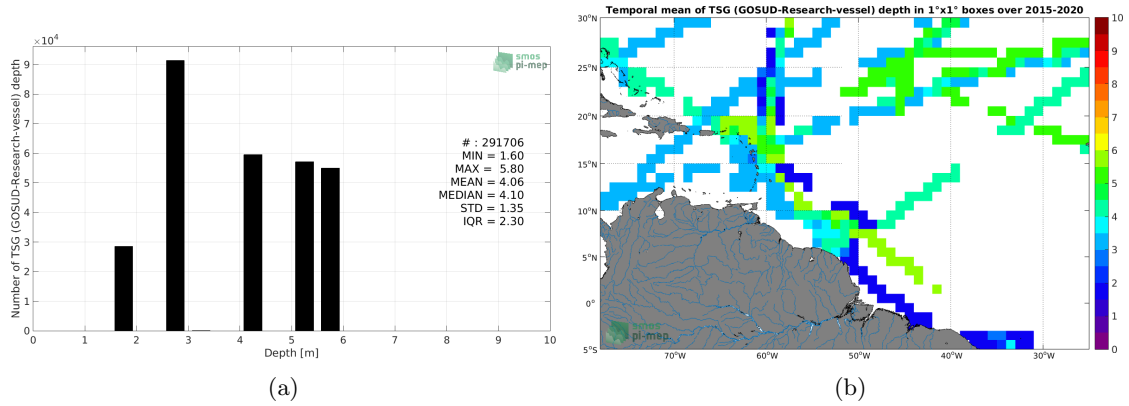 Number of TSG (GOSUD-Research-vessel) depth
×10⁴
9
8
7
6
5
4
3
2
1
0
0 1 2 3 4 5 6 7 8 9 10
Depth [m]
smos
pi-mep
# : 291706
MIN = 1.60
MAX = 5.80
MEAN = 4.06
MEDIAN = 4.10
STD = 1.35
IQR = 2.30
(a)
Temporal mean of TSG (GOSUD-Research-vessel) depth in 1°x1° boxes over 2015-2020
30°N
25°N
20°N
15°N
10°N
5°N
0°
5°S
70°W 60°W 50°W 40°W 30°W
smos
pi-mep
10
9
8
7
6
5
4
3
2
1
0
(b)